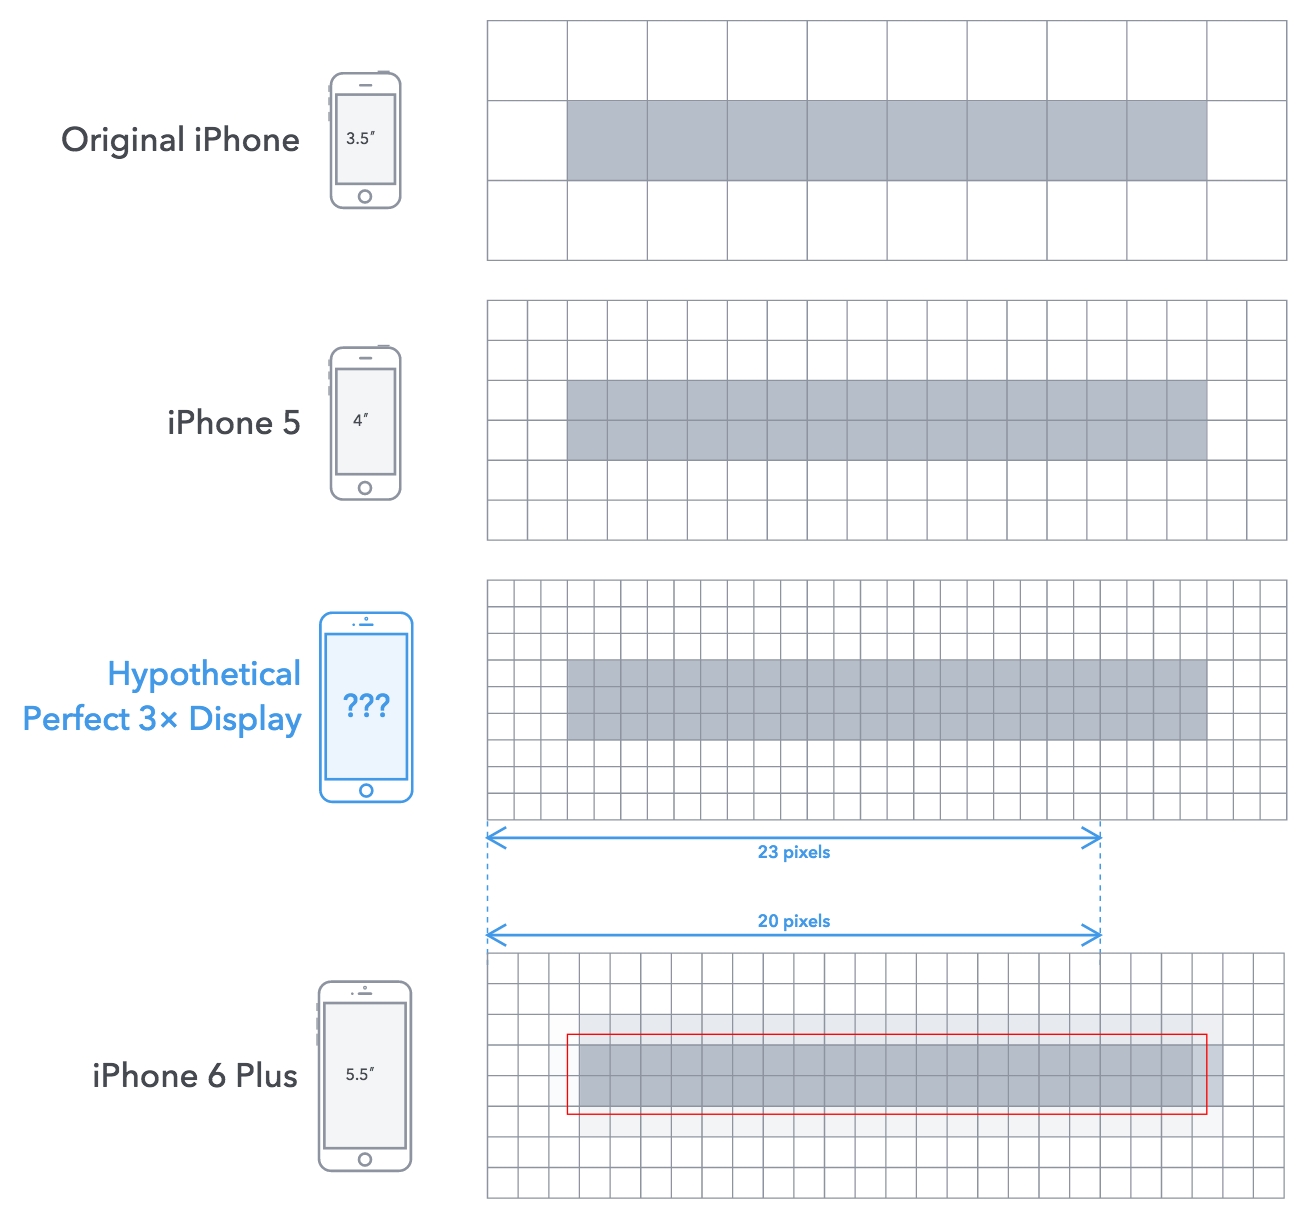 Original iPhone
3.5″
iPhone 5
4″
Hypothetical
Perfect 3× Display
???
23 pixels
20 pixels
iPhone 6 Plus
5.5″